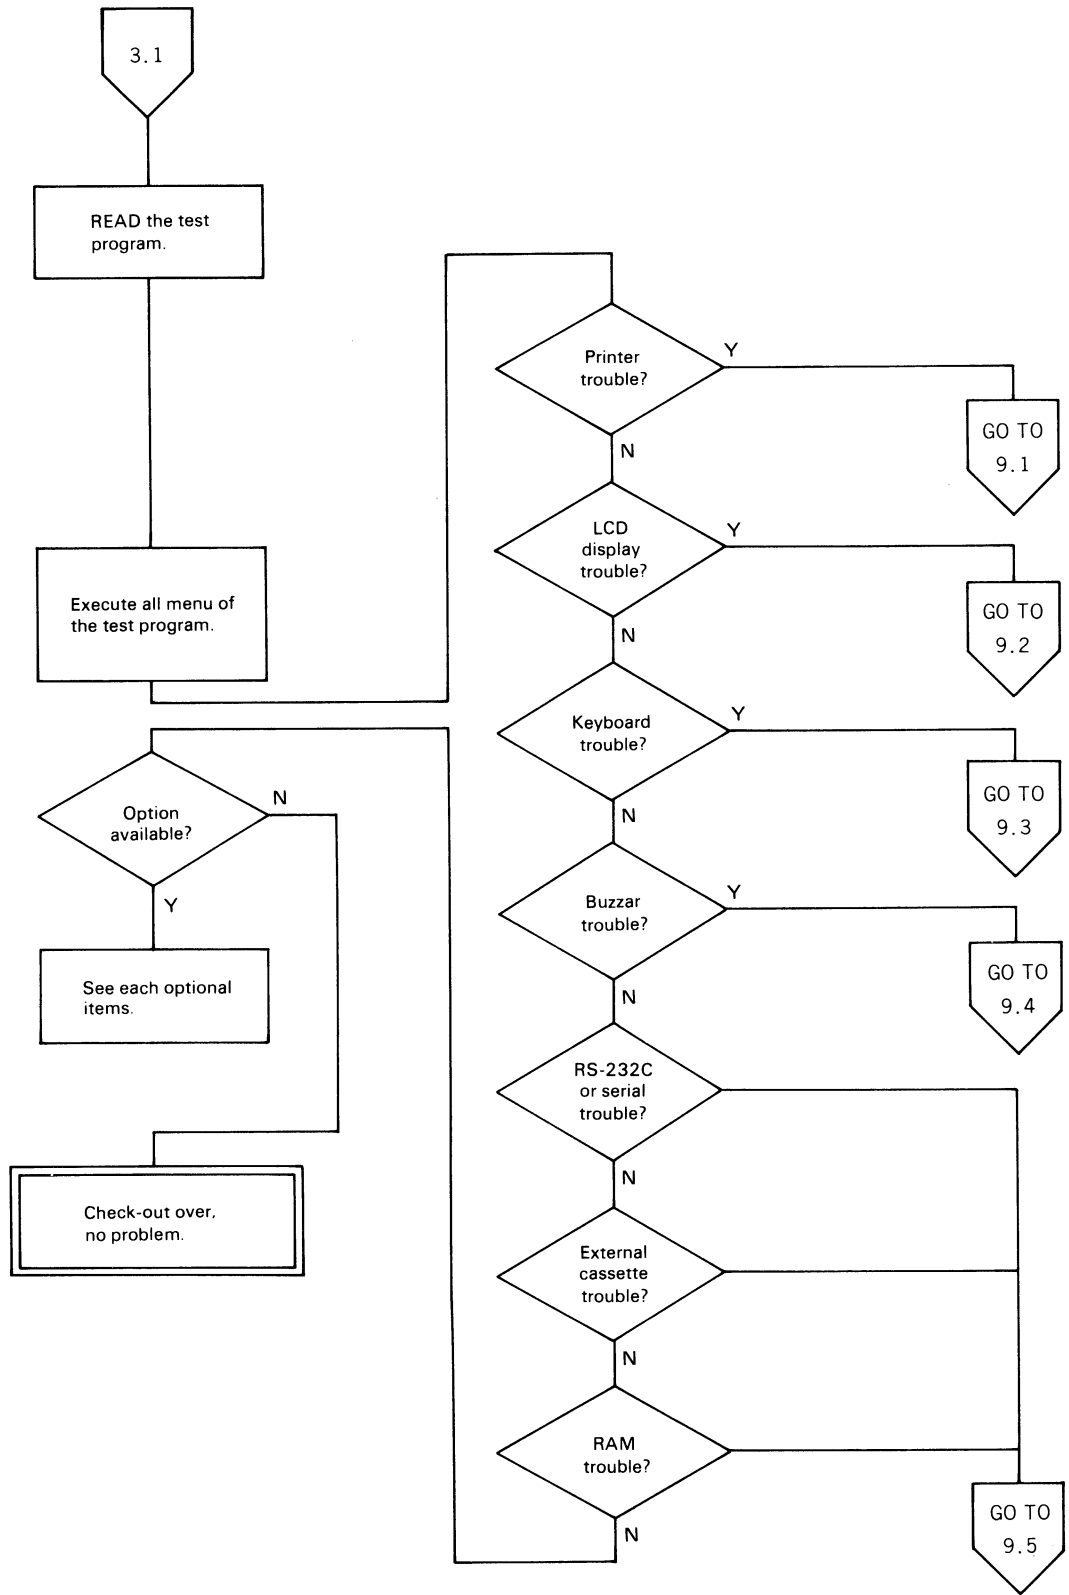 3.1
READ the test
program.
Execute all menu of
the test program.
Printer
trouble?
Y
GO TO
9.1
N
LCD
display
trouble?
Y
GO TO
9.2
N
Keyboard
trouble?
Y
GO TO
9.3
N
Buzzar
trouble?
Y
GO TO
9.4
N
RS-232C
or serial
trouble?
N
External
cassette
trouble?
N
RAM
trouble?
GO TO
9.5
N
Option
available?
N
Y
See each optional
items.
Check-out over,
no problem.